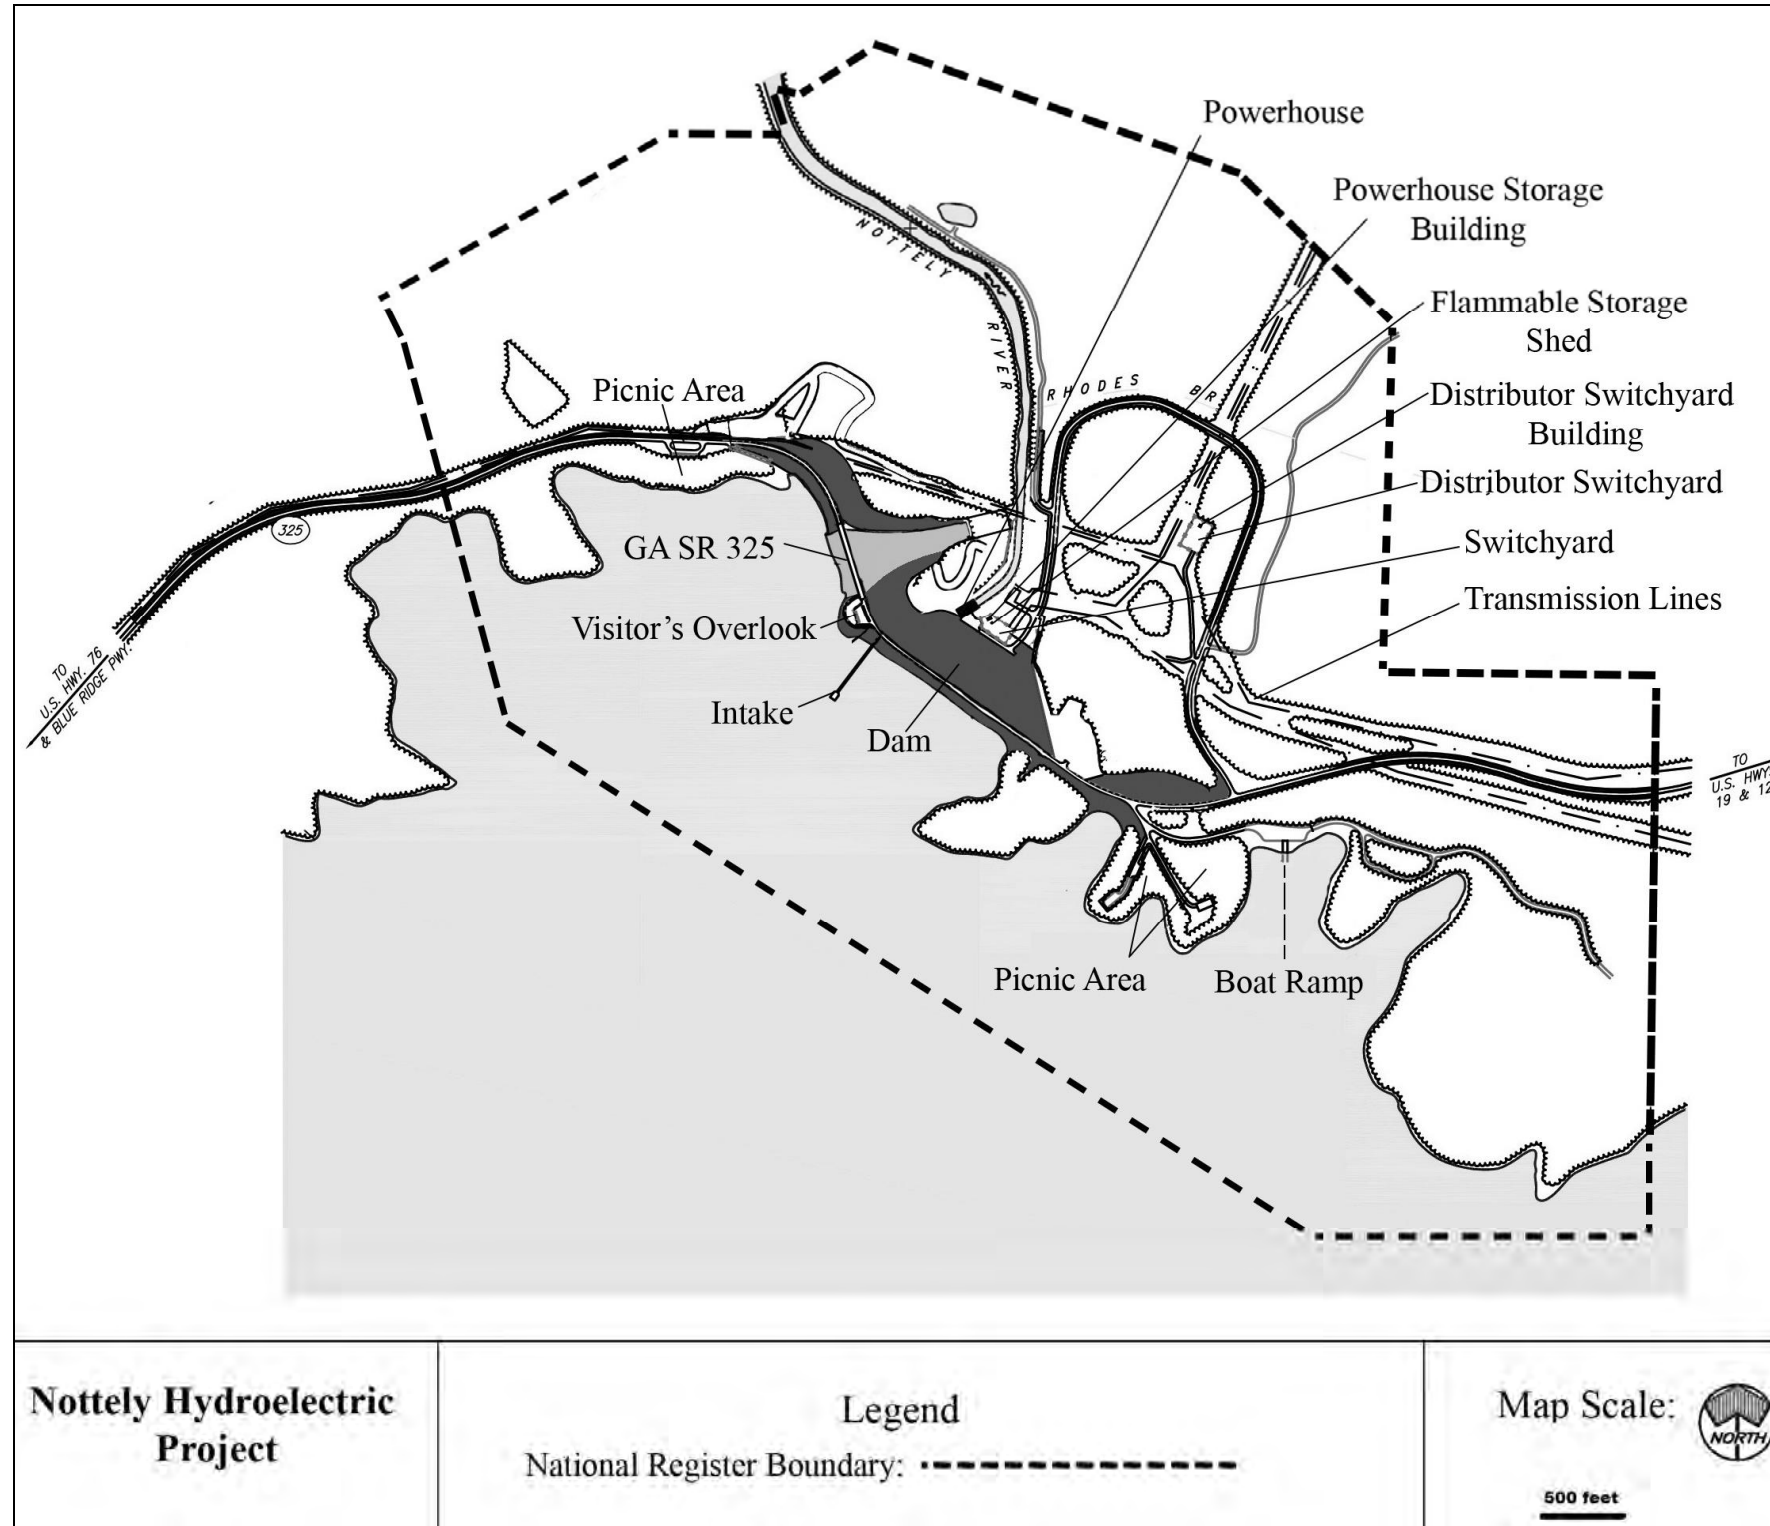 Powerhouse
Powerhouse Storage
Building
NOTTELY
RIVER
Flammable Storage
Shed
RHODES BR
Picnic Area
Distributor Switchyard
Building
Distributor Switchyard
325
GA SR 325
Switchyard
Transmission Lines
Visitor's Overlook
TO
U.S. HWY. 76
& BLUE RIDGE PWY.
Intake
Dam
TO
U.S. HWY.
19 & 12
Picnic Area
Boat Ramp
Nottely Hydroelectric
Project
Legend
National Register Boundary:
Map Scale:
NORTH
500 feet